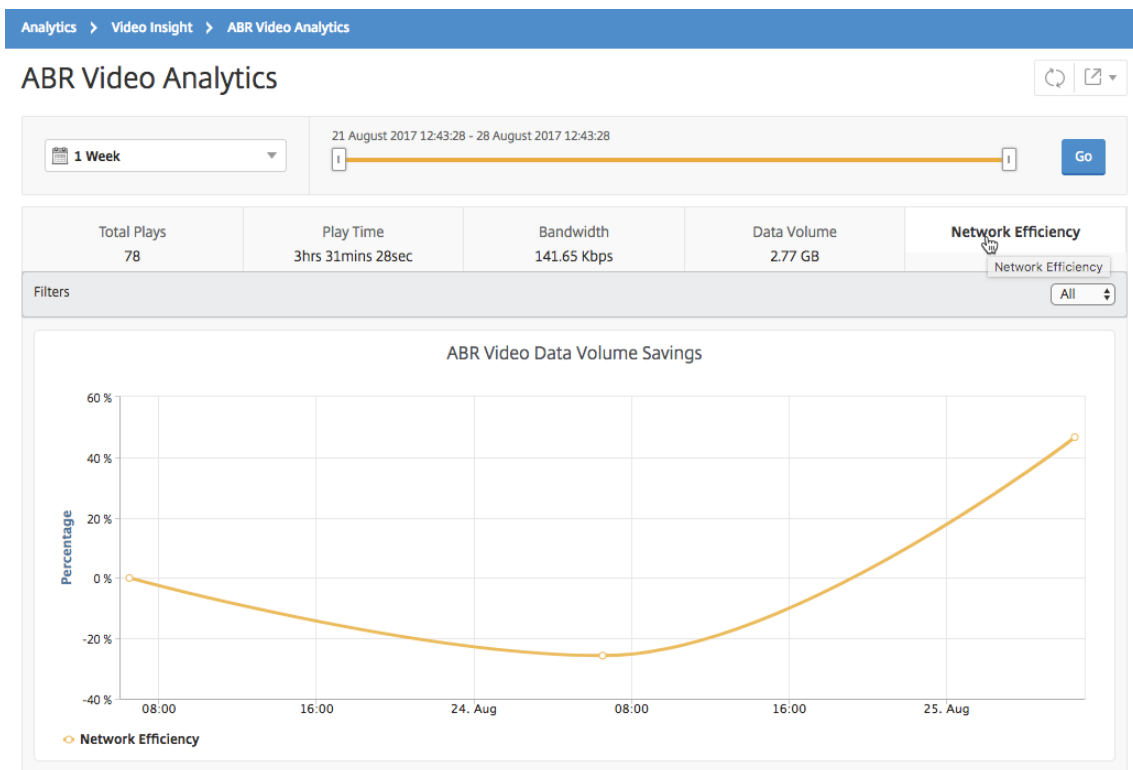 Analytics > Video Insight > ABR Video Analytics
ABR Video Analytics
21 August 2017 12:43:28 - 28 August 2017 12:43:28
1 Week
Go
Total Plays
78
Play Time
3hrs 31mins 28sec
Bandwidth
141.65 Kbps
Data Volume
2.77 GB
Network Efficiency
Network Efficiency
Filters
All
ABR Video Data Volume Savings
Percentage
60 %
40 %
20 %
0 %
-20 %
-40 %
08:00 16:00 24. Aug 08:00 16:00 25. Aug
Network Efficiency